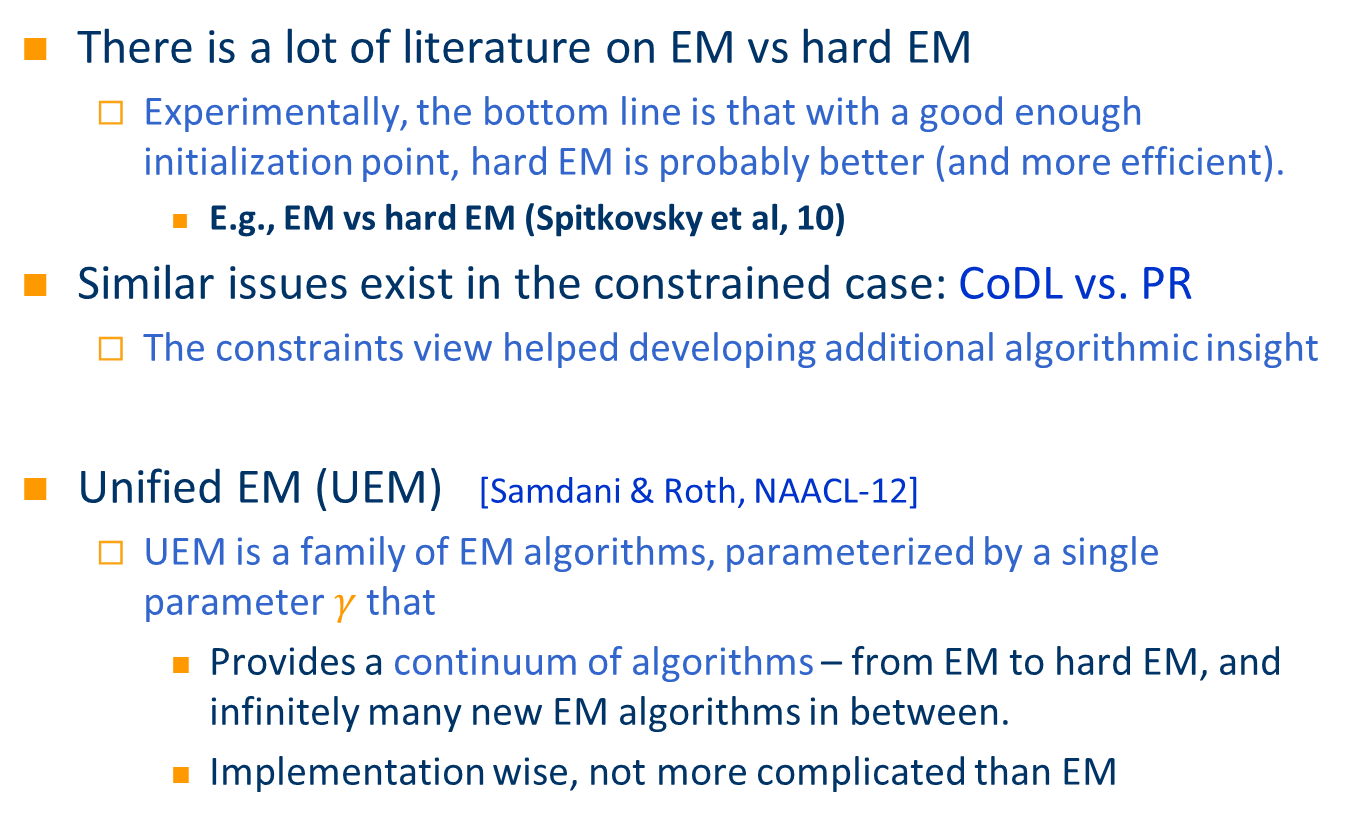 There is a lot of literature on EM vs hard EM
Experimentally, the bottom line is that with a good enough
initialization point, hard EM is probably better (and more efficient).
E.g., EM vs hard EM (Spitkovsky et al, 10)
Similar issues exist in the constrained case: CoDL vs. PR
The constraints view helped developing additional algorithmic insight
Unified EM (UEM) [Samdani & Roth, NAACL-12]
UEM is a family of EM algorithms, parameterized by a single
parameter γ that
Provides a continuum of algorithms – from EM to hard EM, and
infinitely many new EM algorithms in between.
Implementation wise, not more complicated than EM